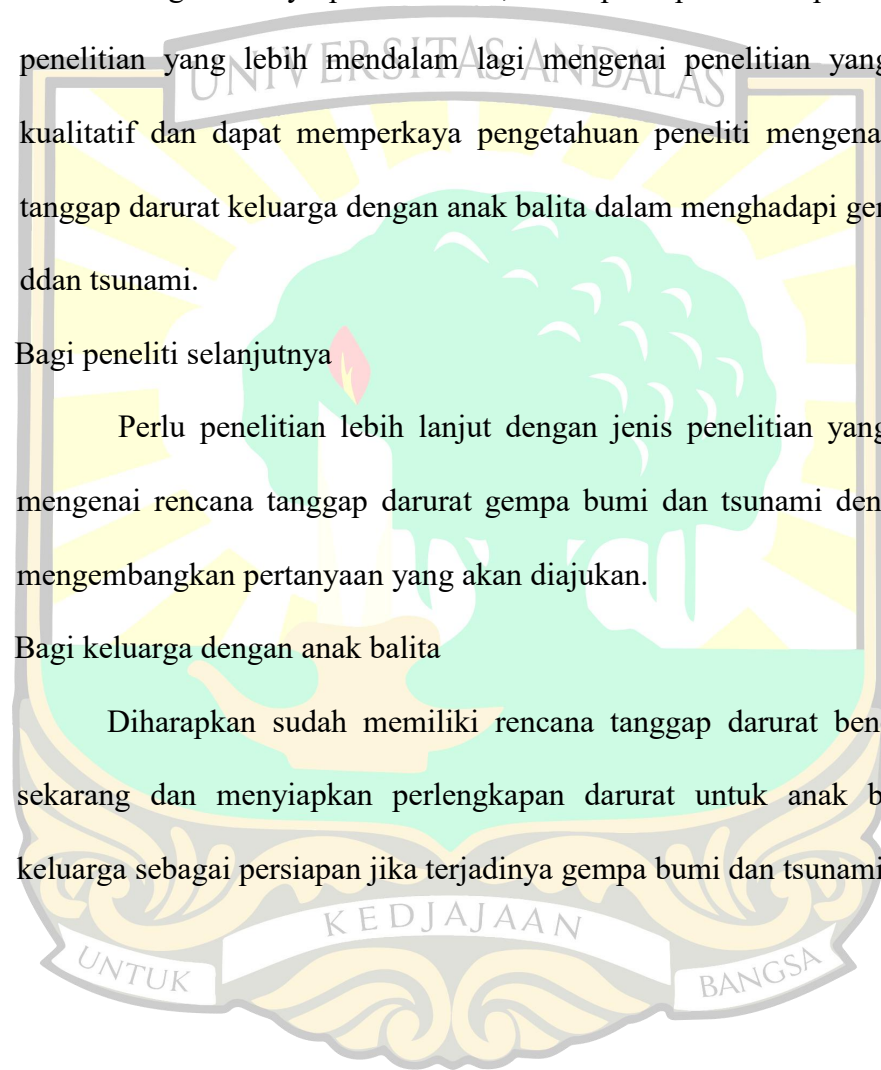 UNIVERSITAS ANDALAS
penelitian yang lebih mendalam lagi mengenai penelitian yang
kualitatif dan dapat memperkaya pengetahuan peneliti
tanggap darurat keluarga dengan anak balita dalam menghadapi
ddan tsunami.
Bagi peneliti selanjutnya
Perlu penelitian lebih lanjut dengan jenis penelitian yang
mengenai rencana tanggap darurat gempa bumi dan tsunami
mengembangkan pertanyaan yang akan diajukan.
Bagi keluarga dengan anak balita
Diharapkan sudah memiliki rencana tanggap darurat
sekarang dan menyiapkan perlengkapan darurat untuk anak
keluarga sebagai persiapan jika terjadinya gempa bumi dan tsunami
KEDJAJAAN
UNTUK BANGSA